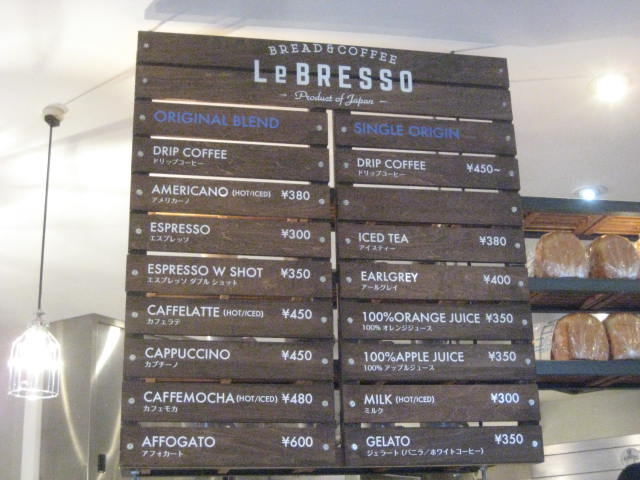 BREAD&COFFEE
LeBRESSO
Product of Japan
ORIGINAL BLEND
DRIP COFFEE
ドリップコーヒー
AMERICANO (HOT/ICED) ¥380
アメリカーノ
ESPRESSO ¥300
エスプレッソ
ESPRESSO W SHOT ¥350
エスプレッソ ダブル ショット
CAFFELATTE (HOT/ICED) ¥450
カフェラテ
CAPPUCCINO ¥450
カプチーノ
CAFFEMOCHA (HOT/ICED) ¥480
カフェモカ
AFFOGATO ¥600
アフォガート
SINGLE ORIGIN
DRIP COFFEE ¥450~
ドリップコーヒー
ICED TEA ¥380
アイスティー
EARLGREY ¥400
アールグレイ
100%ORANGE JUICE ¥350
100% オレンジジュース
100%APPLE JUICE ¥350
100% アップルジュース
MILK (HOT/ICED) ¥300
ミルク
GELATO ¥350
ジェラート (バニラ/ホワイトコーヒー)